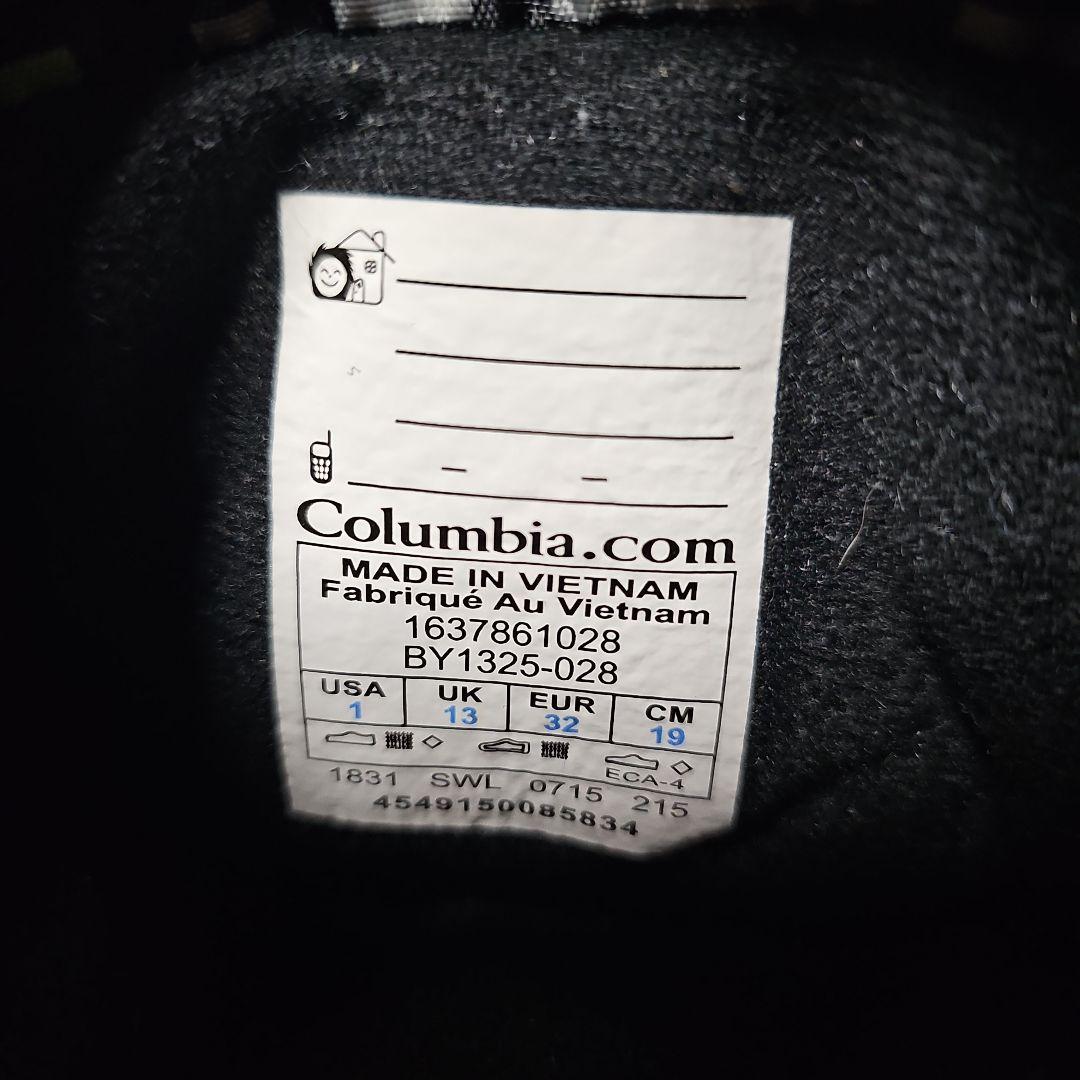 Columbia.com
MADE IN VIETNAM
Fabriqué Au Vietnam
1637861028
BY1325-028
USA UK EUR CM
1 13 32 19
ECA-4
1831 SWL 0715 215
4549150085834